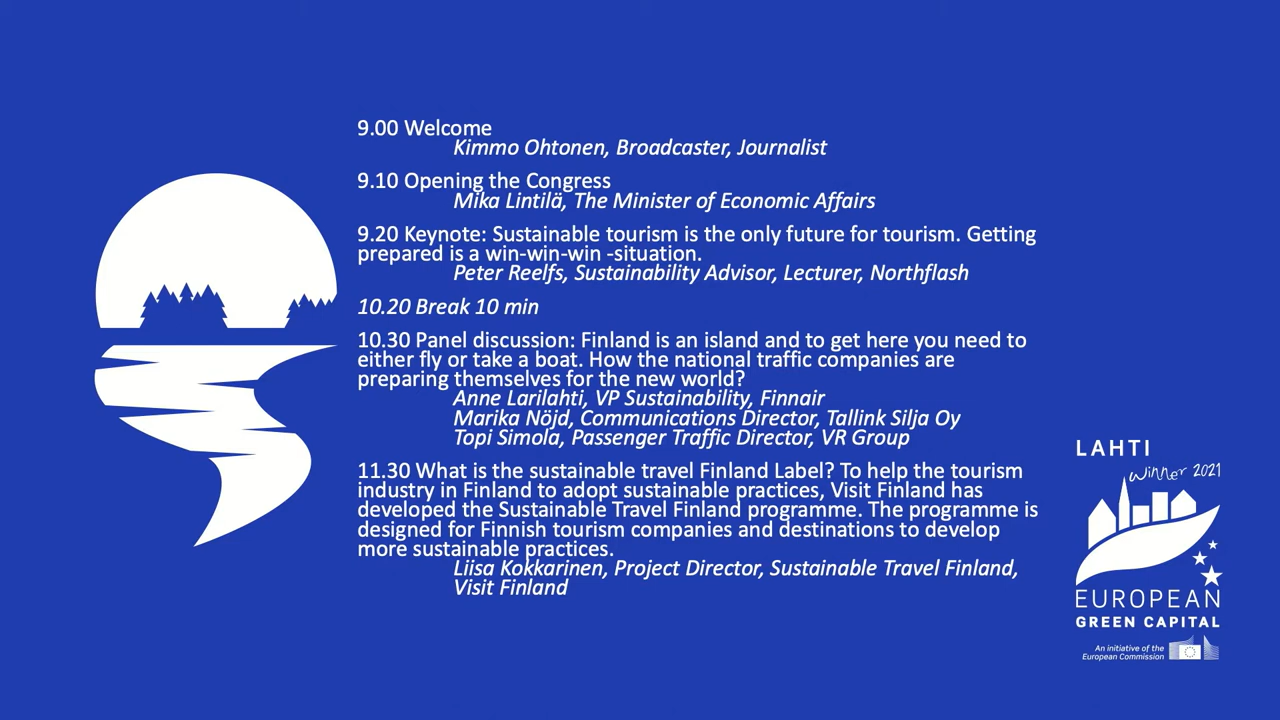 9.00 Welcome
Kimmo Ohtonen, Broadcaster, Journalist
9.10 Opening the Congress
Mika Lintilä, The Minister of Economic Affairs
9.20 Keynote: Sustainable tourism is the only future for tourism. Getting
prepared is a win-win-win -situation.
Peter Reelfs, Sustainability Advisor, Lecturer, Northflash
10.20 Break 10 min
10.30 Panel discussion: Finland is an island and to get here you need to
either fly or take a boat. How the national traffic companies are
preparing themselves for the new world?
Anne Larilahti, VP Sustainability, Finnair
Marika Nöjd, Communications Director, Tallink Silja Oy
Topi Simola, Passenger Traffic Director, VR Group
11.30 What is the sustainable travel Finland Label? To help the tourism
industry in Finland to adopt sustainable practices, Visit Finland has
developed the Sustainable Travel Finland programme. The programme is
designed for Finnish tourism companies and destinations to develop
more sustainable practices.
Liisa Kokkarinen, Project Director, Sustainable Travel Finland,
Visit Finland
LAHTI
winner 2021
EUROPEAN
GREEN CAPITAL
An initiative of the
European Commission